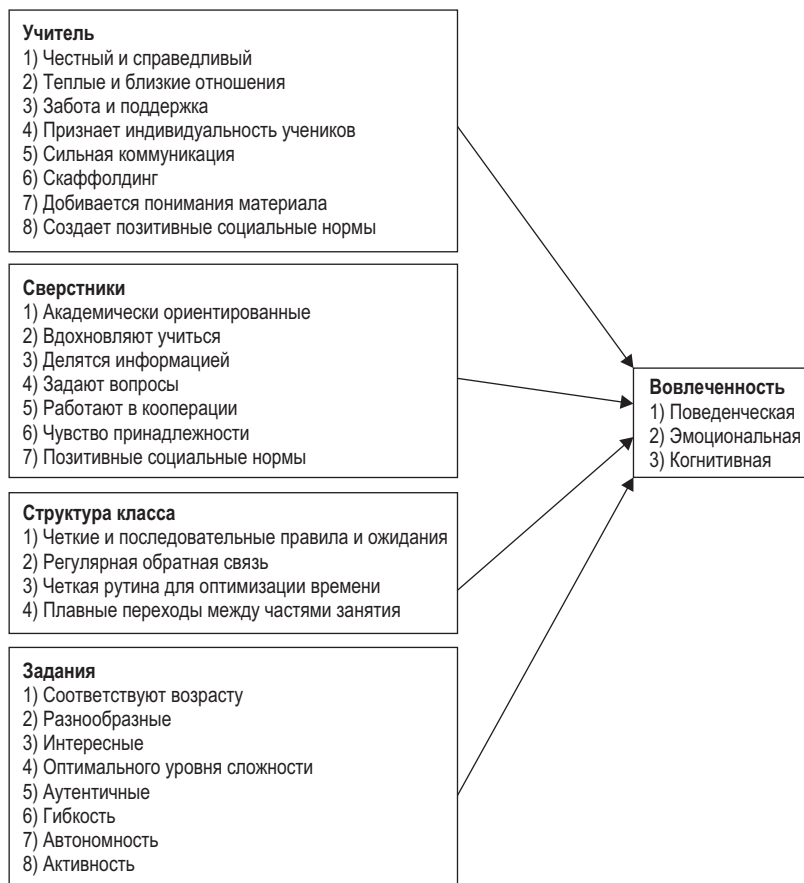 Учитель
1) Честный и справедливый
2) Теплые и близкие отношения
3) Забота и поддержка
4) Признает индивидуальность учеников
5) Сильная коммуникация
6) Скаффолдинг
7) Добивается понимания материала
8) Создает позитивные социальные нормы
Сверстники
1) Академически ориентированные
2) Вдохновляют учиться
3) Делятся информацией
4) Задают вопросы
5) Работают в кооперации
6) Чувство принадлежности
7) Позитивные социальные нормы
Структура класса
1) Четкие и последовательные правила и ожидания
2) Регулярная обратная связь
3) Четкая рутина для оптимизации времени
4) Плавные переходы между частями занятия
Задания
1) Соответствуют возрасту
2) Разнообразные
3) Интересные
4) Оптимального уровня сложности
5) Аутентичные
6) Гибкость
7) Автономность
8) Активность
Вовлеченность
1) Поведенческая
2) Эмоциональная
3) Когнитивная